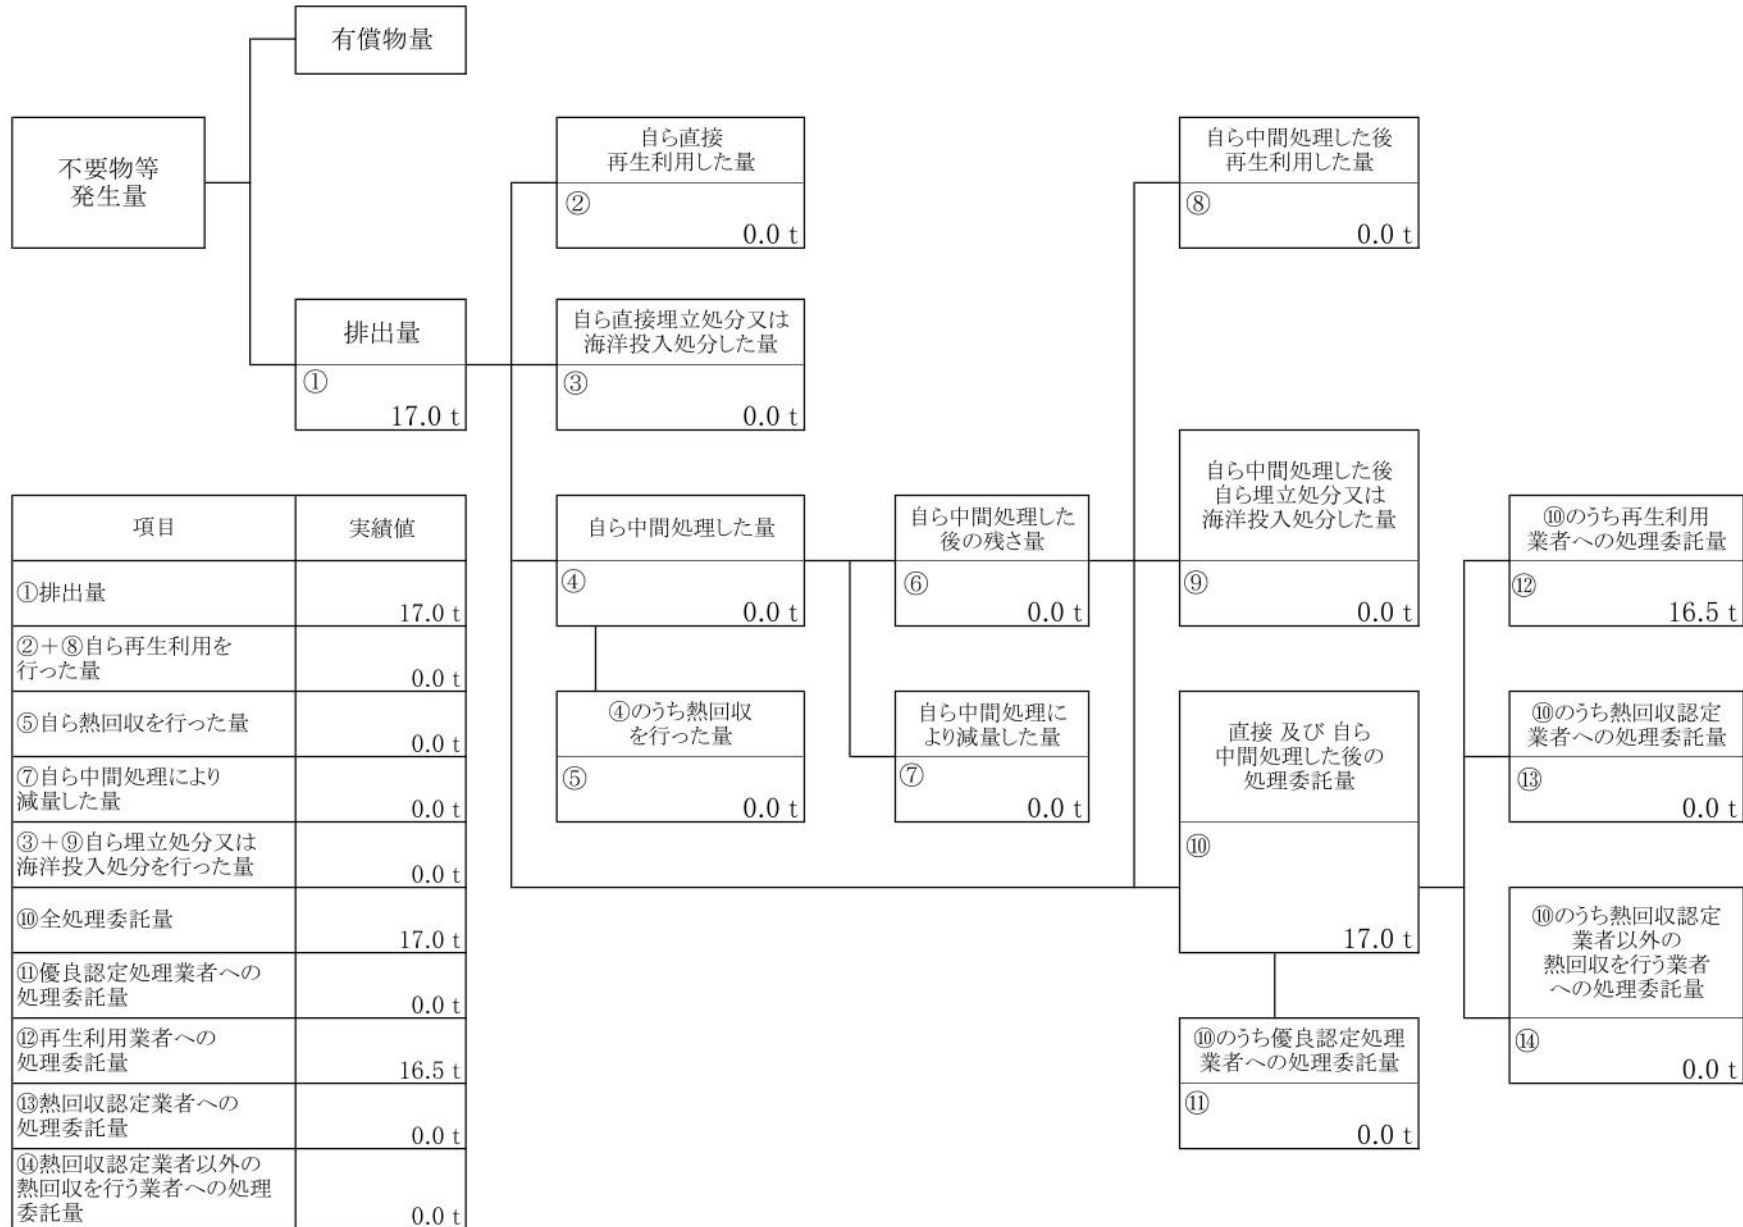 有償物量
不要物等
発生量
自ら直接
再生利用した量
②
0.0 t
自ら中間処理した後
再生利用した量
⑧
0.0 t
排出量
①
17.0 t
自ら直接埋立処分又は
海洋投入処分した量
③
0.0 t
自ら中間処理した量
④
0.0 t
自ら中間処理した
後の残さ量
⑥
0.0 t
自ら中間処理した後
自ら埋立処分又は
海洋投入処分した量
⑨
0.0 t
⑩のうち再生利用
業者への処理委託量
⑫
16.5 t
④のうち熱回収
を行った量
⑤
0.0 t
自ら中間処理に
より減量した量
⑦
0.0 t
直接 及び 自ら
中間処理した後の
処理委託量
⑩
17.0 t
⑩のうち熱回収認定
業者への処理委託量
⑬
0.0 t
⑩のうち熱回収認定
業者以外の
熱回収を行う業者
への処理委託量
⑭
0.0 t
⑩のうち優良認定処理
業者への処理委託量
⑪
0.0 t
項目 実績値
①排出量
17.0 t
②+⑧自ら再生利用を
行った量
0.0 t
⑤自ら熱回収を行った量
0.0 t
⑦自ら中間処理により
減量した量
0.0 t
③+⑨自ら埋立処分又は
海洋投入処分を行った量
0.0 t
⑩全処理委託量
17.0 t
⑪優良認定処理業者への
処理委託量
0.0 t
⑫再生利用業者への
処理委託量
16.5 t
⑬熱回収認定業者への
処理委託量
0.0 t
⑭熱回収認定業者以外の
熱回収を行う業者への処理
委託量
0.0 t